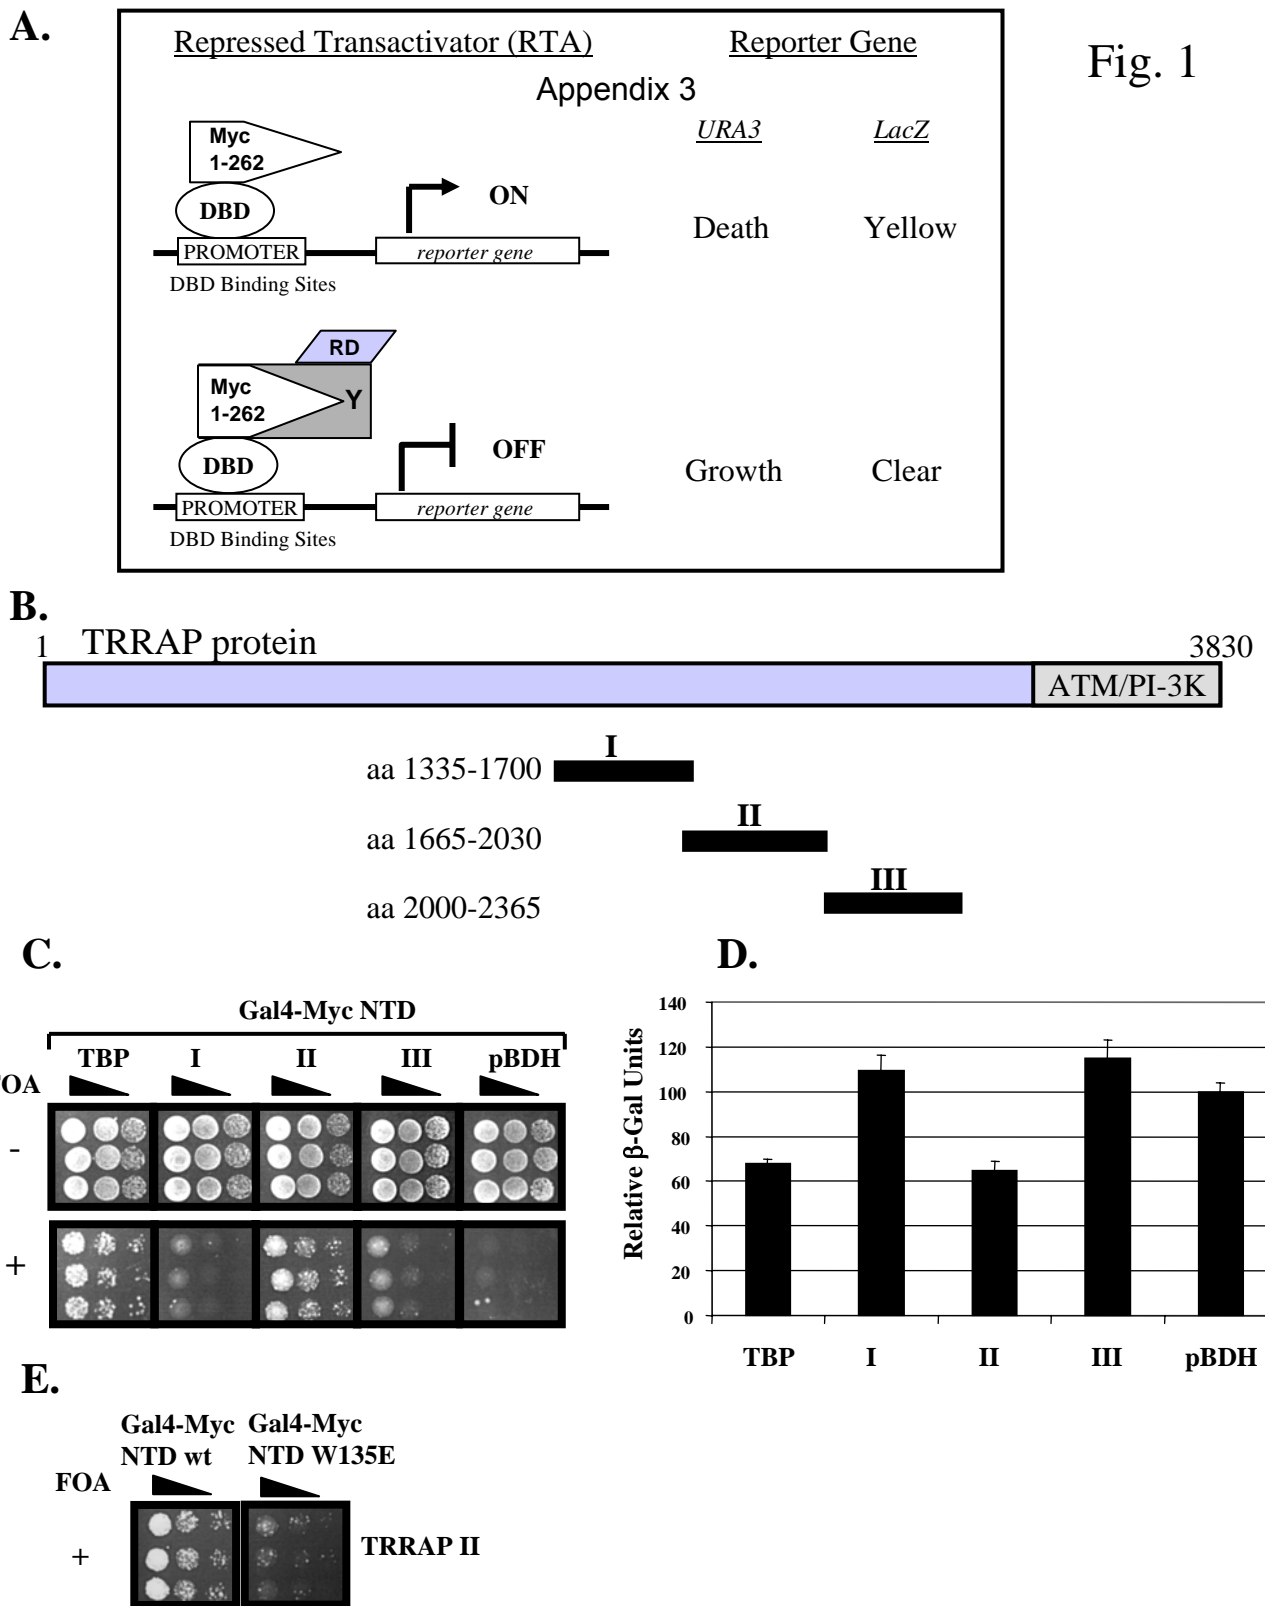 A.
Fig. 1
Repressed Transactivator (RTA)
Reporter Gene
Appendix 3
URA3
LacZ
Myc
1-262
DBD
PROMOTER
reporter gene
ON
Death
Yellow
DBD Binding Sites
RD
Myc
1-262
Y
DBD
PROMOTER
reporter gene
OFF
Growth
Clear
DBD Binding Sites
B.
1
TRRAP protein
3830
ATM/PI-3K
I
aa 1335-1700
II
aa 1665-2030
III
aa 2000-2365
C.
Gal4-Myc NTD
TBP I II III pBDH
FOA
-
+
D.
Relative β-Gal Units
140
120
100
80
60
40
20
0
TBP I II III pBDH
E.
Gal4-Myc
NTD wt
Gal4-Myc
NTD W135E
FOA
+
TRRAP II